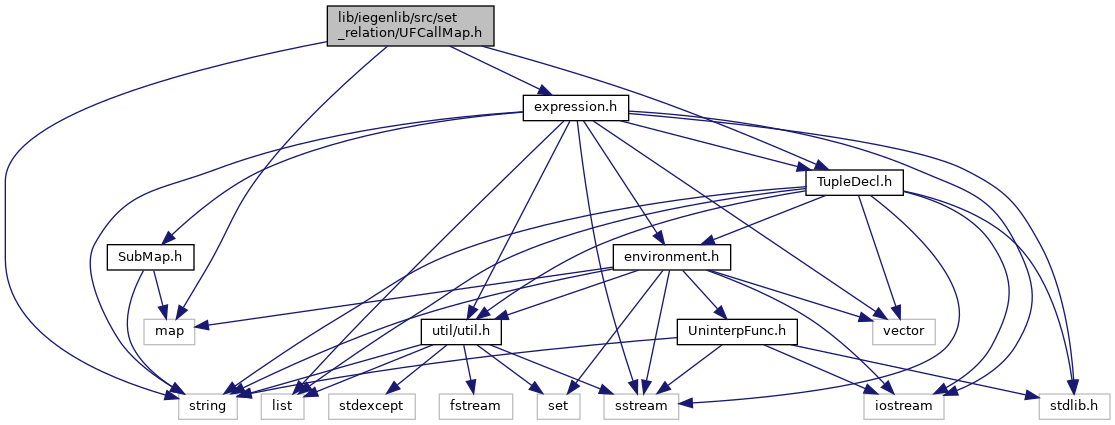 lib/iegenlib/src/set
_relation/UFCallMap.h
expression.h
TupleDecl.h
SubMap.h
environment.h
map
util/util.h
UninterpFunc.h
vector
string
list
stdexcept
fstream
set
sstream
iostream
stdlib.h